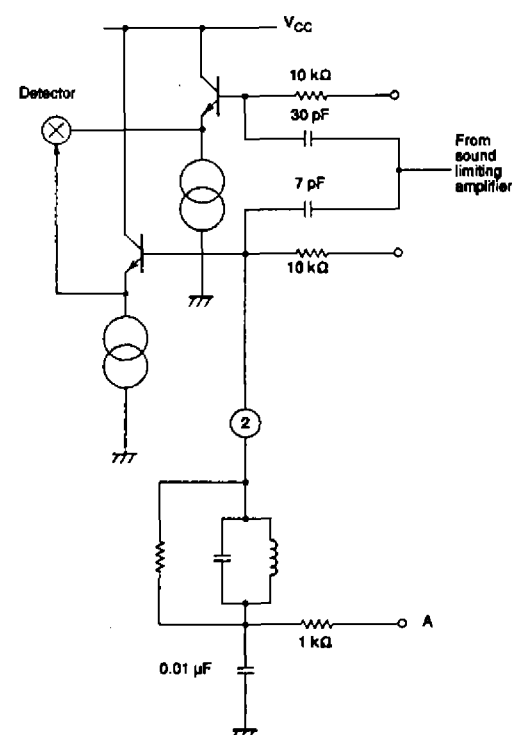 VCC
Detector
10 kΩ
30 pF
From
sound
limiting
amplifier
7 pF
10 kΩ
2
A
1 kΩ
0.01 µF